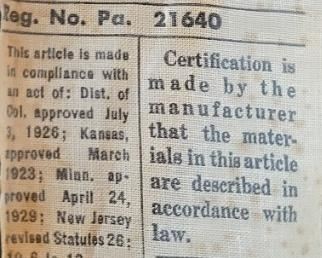 Reg. No. Pa. 21640
This article is made
in compliance with
an act of: Dist. of
Col. approved July
3, 1926; Kansas,
approved March
1923; Minn. ap-
proved April 24,
1929; New Jersey
revised Statutes 26:
Certification is
made by the
manufacturer
that the mater-
ials in this article
are described in
accordance with
law.